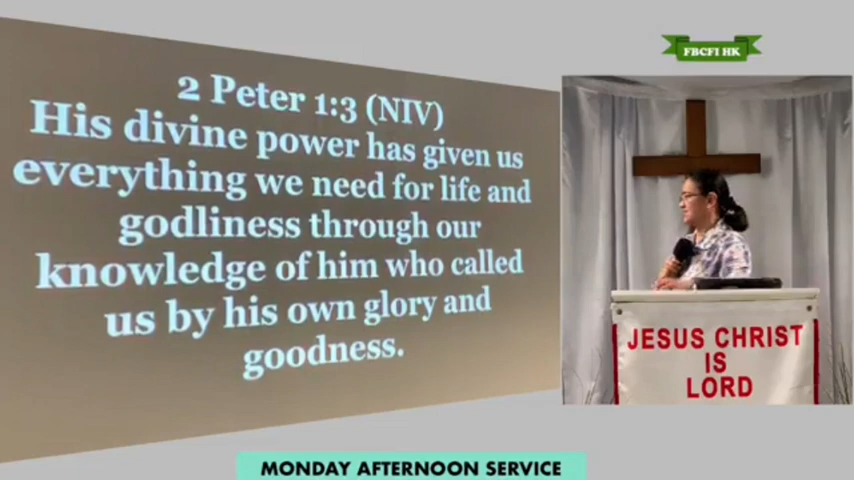 2 Peter 1:3 (NIV)
His divine power has given us
everything we need for life and
godliness through our
knowledge of him who called
us by his own glory and
goodness.
FBCFI HK
JESUS CHRIST
IS
LORD
MONDAY AFTERNOON SERVICE